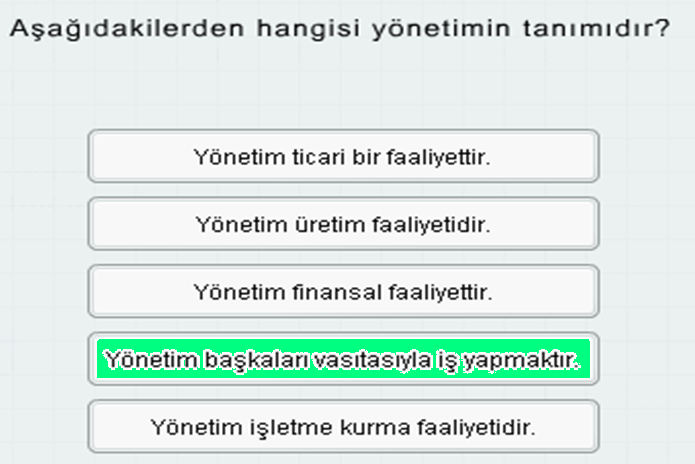 Aşağıdakilerden hangisi yönetimin tanımıdır?
Yönetim ticari bir faaliyettir.
Yönetim üretim faaliyetidir.
Yönetim finansal faaliyettir.
Yönetim başkaları vasıtasıyla iş yapmaktır.
Yönetim işletme kurma faaliyetidir.